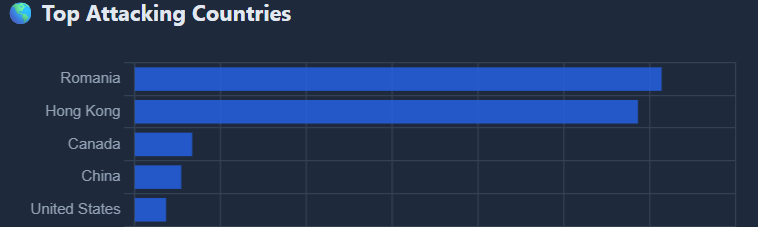 Top Attacking Countries
Romania
Hong Kong
Canada
China
United States